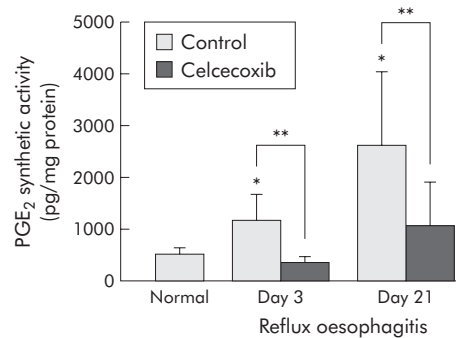 PGE2 synthetic activity
(pg/mg protein)
5000
4000
3000
2000
1000
0
Control
Celcecoxib
**
*
**
*
Normal
Day 3
Day 21
Reflux oesophagitis